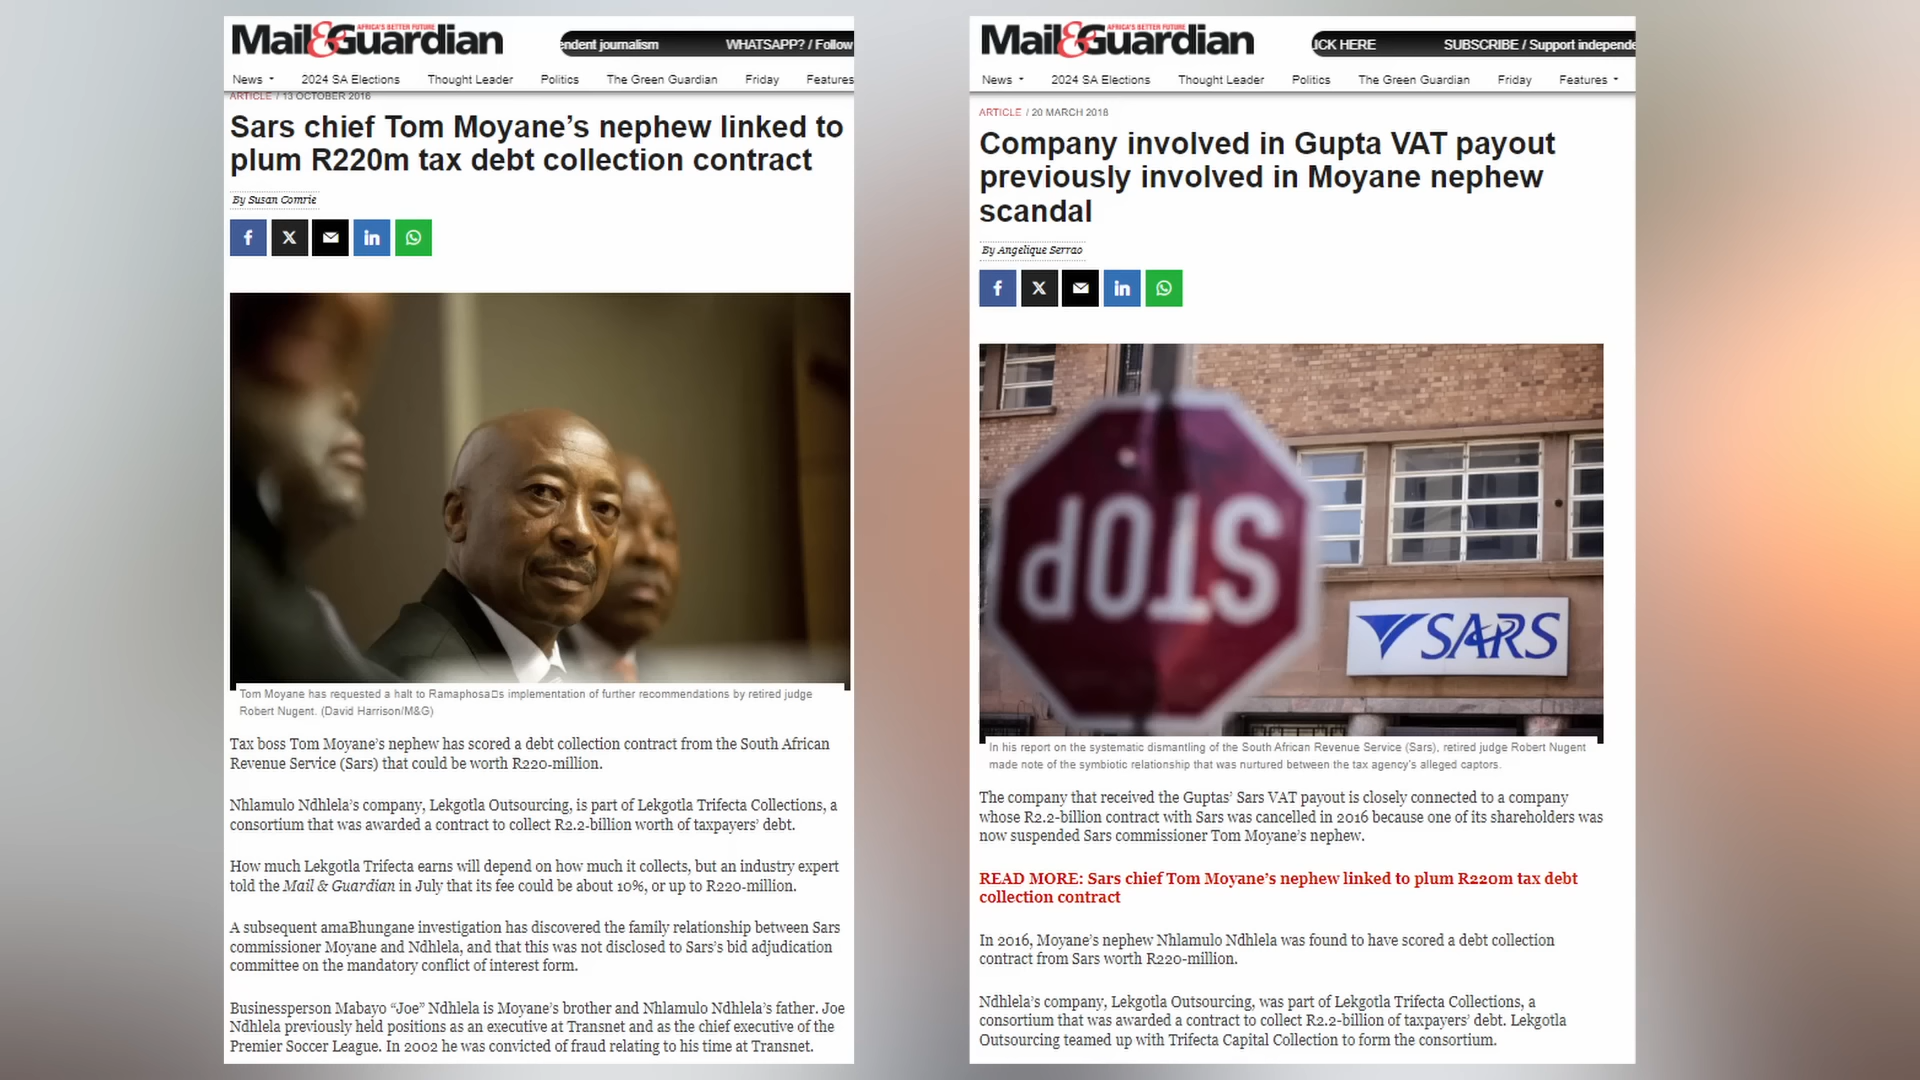 AFRICA'S BETTER FUTURE
Mail&Guardian
endent journalism WHATSAPP? / Follow
News 2024 SA Elections Thought Leader Politics The Green Guardian Friday Features
ARTICLE / 13 OCTOBER 2016
Sars chief Tom Moyane's nephew linked to
plum R220m tax debt collection contract
By Susan Comrie
Tom Moyane has requested a halt to Ramaphosa□s implementation of further recommendations by retired judge
Robert Nugent. (David Harrison/M&G)
Tax boss Tom Moyane's nephew has scored a debt collection contract from the South African
Revenue Service (Sars) that could be worth R220-million.
Nhlamulo Ndhlela's company, Lekgotla Outsourcing, is part of Lekgotla Trifecta Collections, a
consortium that was awarded a contract to collect R2.2-billion worth of taxpayers' debt.
How much Lekgotla Trifecta earns will depend on how much it collects, but an industry expert
told the Mail & Guardian in July that its fee could be about 10%, or up to R220-million.
A subsequent amaBhungane investigation has discovered the family relationship between Sars
commissioner Moyane and Ndhlela, and that this was not disclosed to Sars's bid adjudication
committee on the mandatory conflict of interest form.
Businessperson Mabayo “Joe” Ndhlela is Moyane's brother and Nhlamulo Ndhlela's father. Joe
Ndhlela previously held positions as an executive at Transnet and as the chief executive of the
Premier Soccer League. In 2002 he was convicted of fraud relating to his time at Transnet.
AFRICA'S BETTER FUTURE
Mail&Guardian
ICK HERE SUBSCRIBE / Support independe
News 2024 SA Elections Thought Leader Politics The Green Guardian Friday Features
ARTICLE / 20 MARCH 2018
Company involved in Gupta VAT payout
previously involved in Moyane nephew
scandal
By Angelique Serrao
STOP
SARS
In his report on the systematic dismantling of the South African Revenue Service (Sars), retired judge Robert Nugent
made note of the symbiotic relationship that was nurtured between the tax agency's alleged captors.
The company that received the Guptas' Sars VAT payout is closely connected to a company
whose R2.2-billion contract with Sars was cancelled in 2016 because one of its shareholders was
now suspended Sars commissioner Tom Moyane's nephew.
READ MORE: Sars chief Tom Moyane's nephew linked to plum R220m tax debt
collection contract
In 2016, Moyane's nephew Nhlamulo Ndhlela was found to have scored a debt collection
contract from Sars worth R220-million.
Ndhlela's company, Lekgotla Outsourcing, was part of Lekgotla Trifecta Collections, a
consortium that was awarded a contract to collect R2.2-billion of taxpayers' debt. Lekgotla
Outsourcing teamed up with Trifecta Capital Collection to form the consortium.